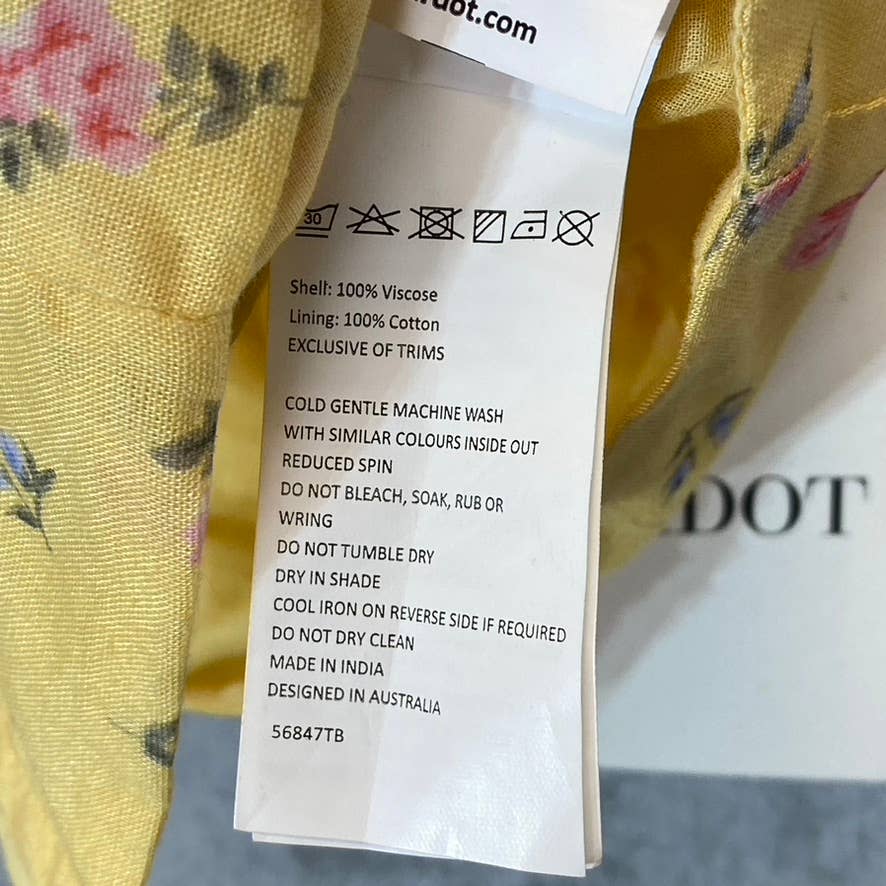 dot.com
30
Shell: 100% Viscose
Lining: 100% Cotton
EXCLUSIVE OF TRIMS
COLD GENTLE MACHINE WASH
WITH SIMILAR COLOURS INSIDE OUT
REDUCED SPIN
DO NOT BLEACH, SOAK, RUB OR
WRING
DO NOT TUMBLE DRY
DRY IN SHADE
COOL IRON ON REVERSE SIDE IF REQUIRED
DO NOT DRY CLEAN
MADE IN INDIA
DESIGNED IN AUSTRALIA
56847TB
DOT